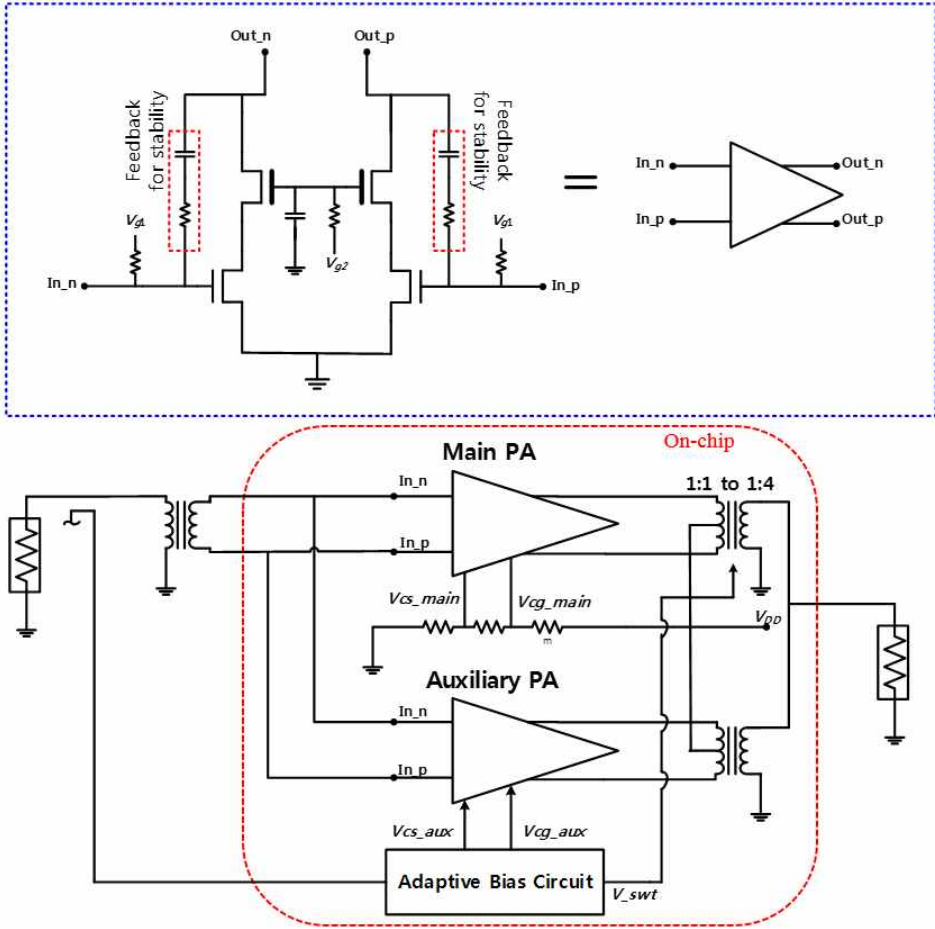 Out_n
Out_p
Feedback
for stability
Feedback
for stability
Vg1
Vg2
Vg1
In_n
In_p
=
In_n
In_p
Out_n
Out_p
On-chip
Main PA
1:1 to 1:4
In_n
In_p
Vcs_main
Vcg_main
VDD
m
Auxiliary PA
In_n
In_p
Vcs_aux
Vcg_aux
Adaptive Bias Circuit
V_swt